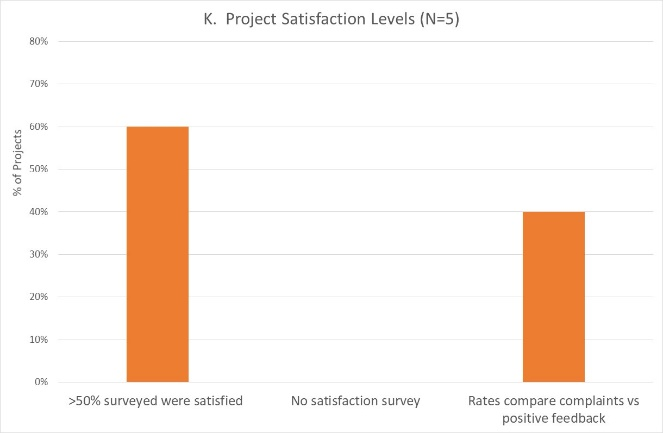 K.  Project Satisfaction Levels (N=5)
80%
70%
60%
50%
40%
30%
20%
10%
0%
% of Projects
>50% surveyed were satisfied
No satisfaction survey
Rates compare complaints vs
positive feedback